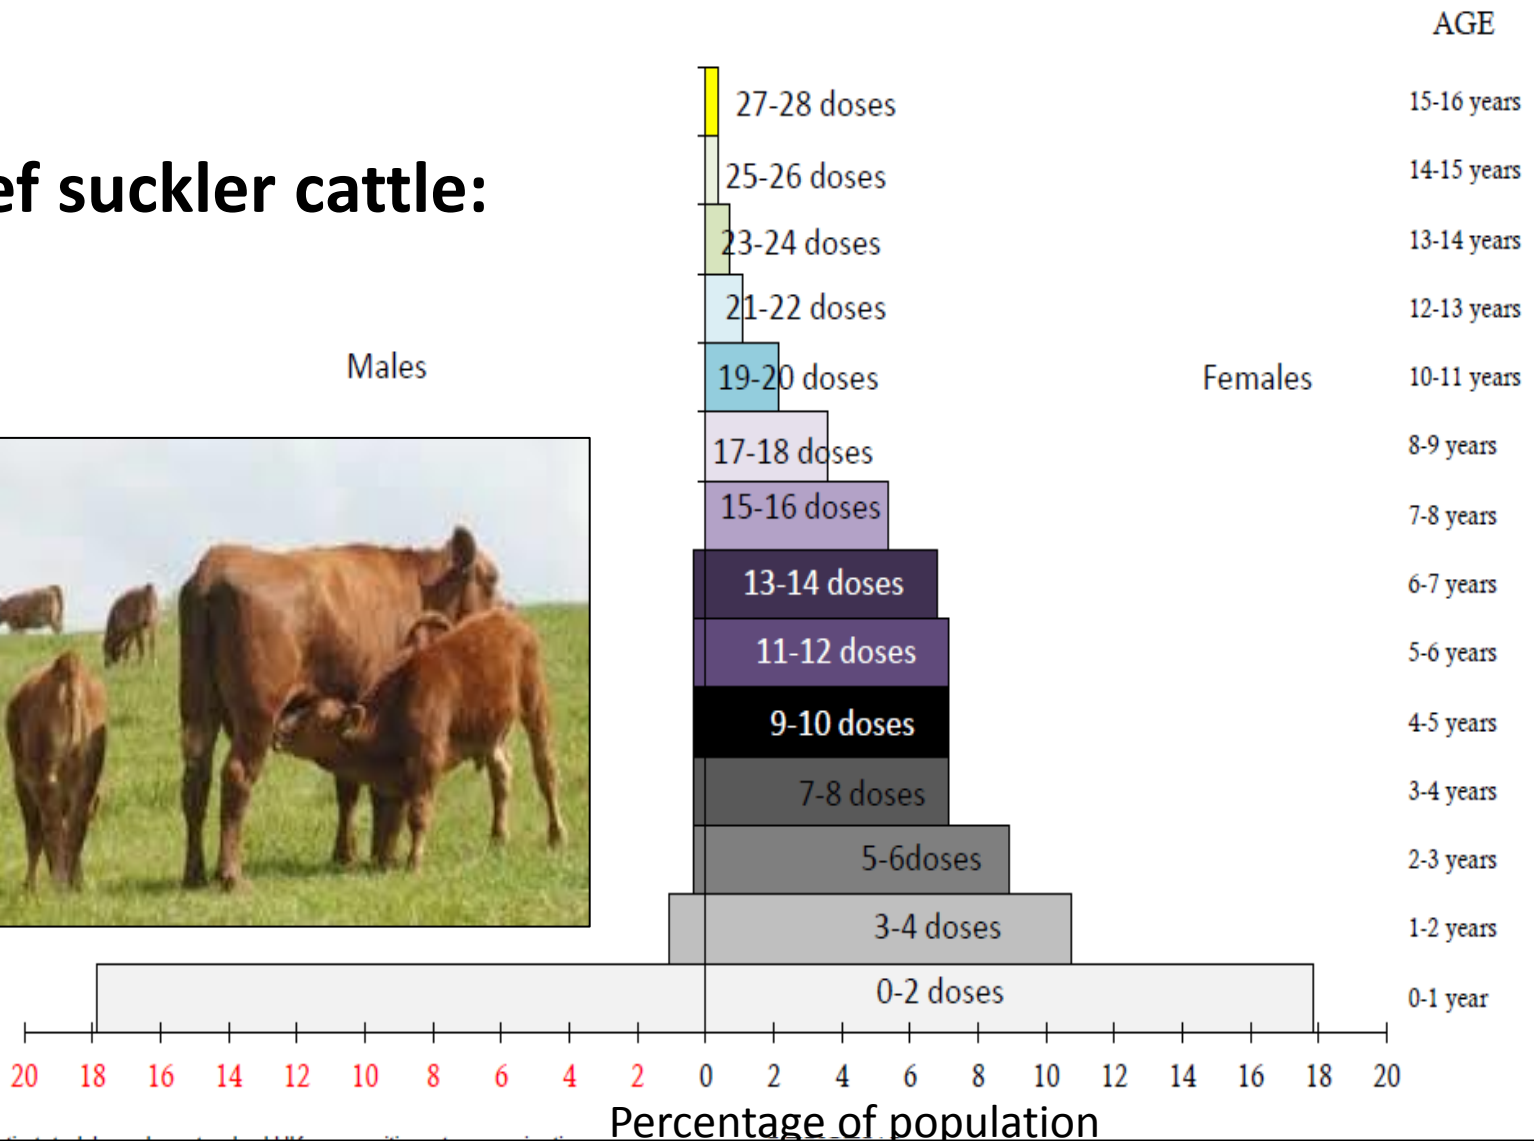 AGE
27-28 doses 15-16 years
ef suckler cattle:
25-26 doses 14-15 years
23-24 doses 13-14 years
21-22 doses 12-13 years
Males
19-20 doses Females 10-11 years
17-18 doses 8-9 years
15-16 doses 7-8 years
13-14 doses 6-7 years
11-12 doses 5-6 years
9-10 doses 4-5 years
7-8 doses 3-4 years
5-6doses 2-3 years
3-4 doses 1-2 years
0-2 doses 0-1 year
20 18 16 14 12 10 8 6 4 2 0 2 4 6 8 10 12 14 16 18 20
Percentage of population